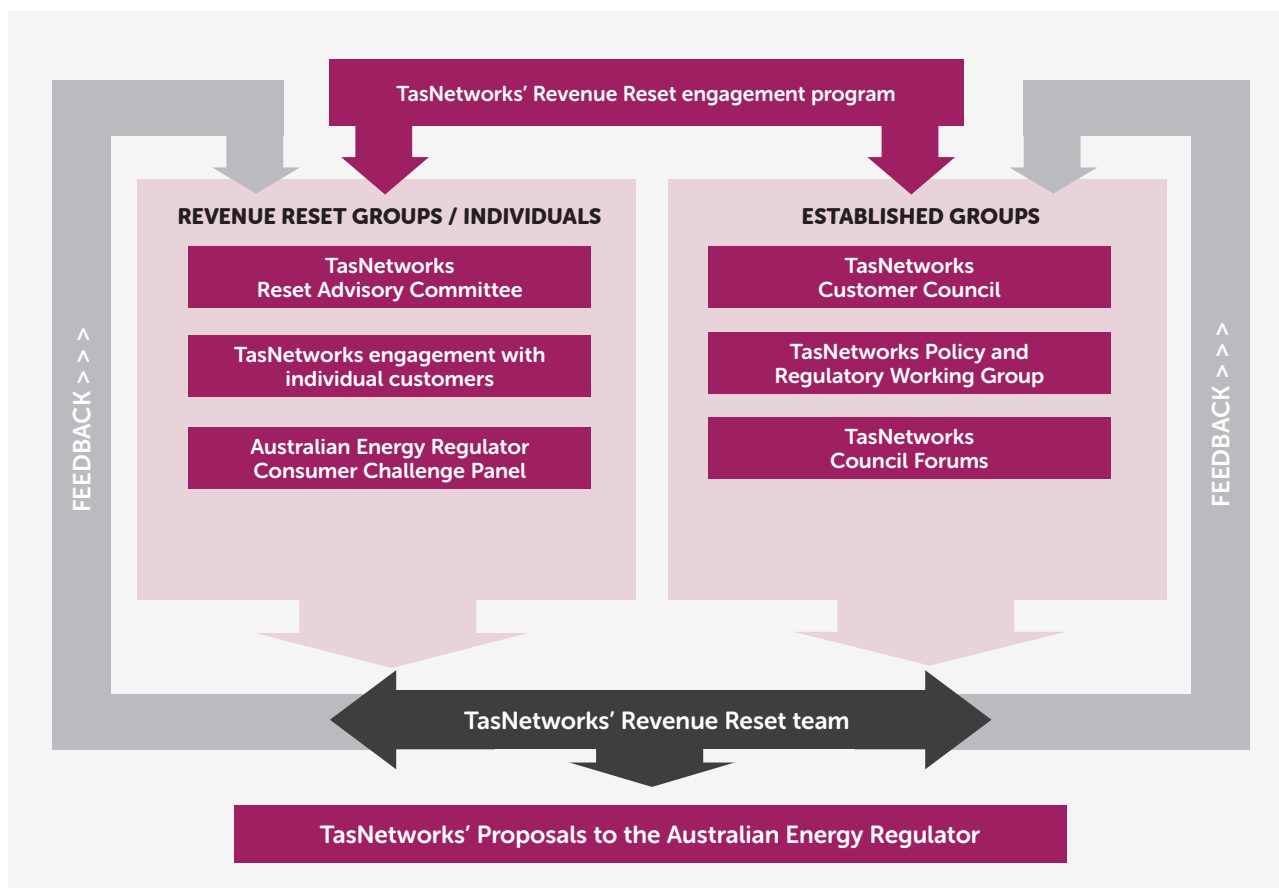 TasNetworks’ Revenue Reset engagement program
REVENUE RESET GROUPS / INDIVIDUALS
TasNetworks
Reset Advisory Committee
TasNetworks engagement with
individual customers
Australian Energy Regulator
Consumer Challenge Panel
ESTABLISHED GROUPS
TasNetworks
Customer Council
TasNetworks Policy and
Regulatory Working Group
TasNetworks
Council Forums
FEEDBACK > > >
FEEDBACK > > >
TasNetworks’ Revenue Reset team
TasNetworks’ Proposals to the Australian Energy Regulator